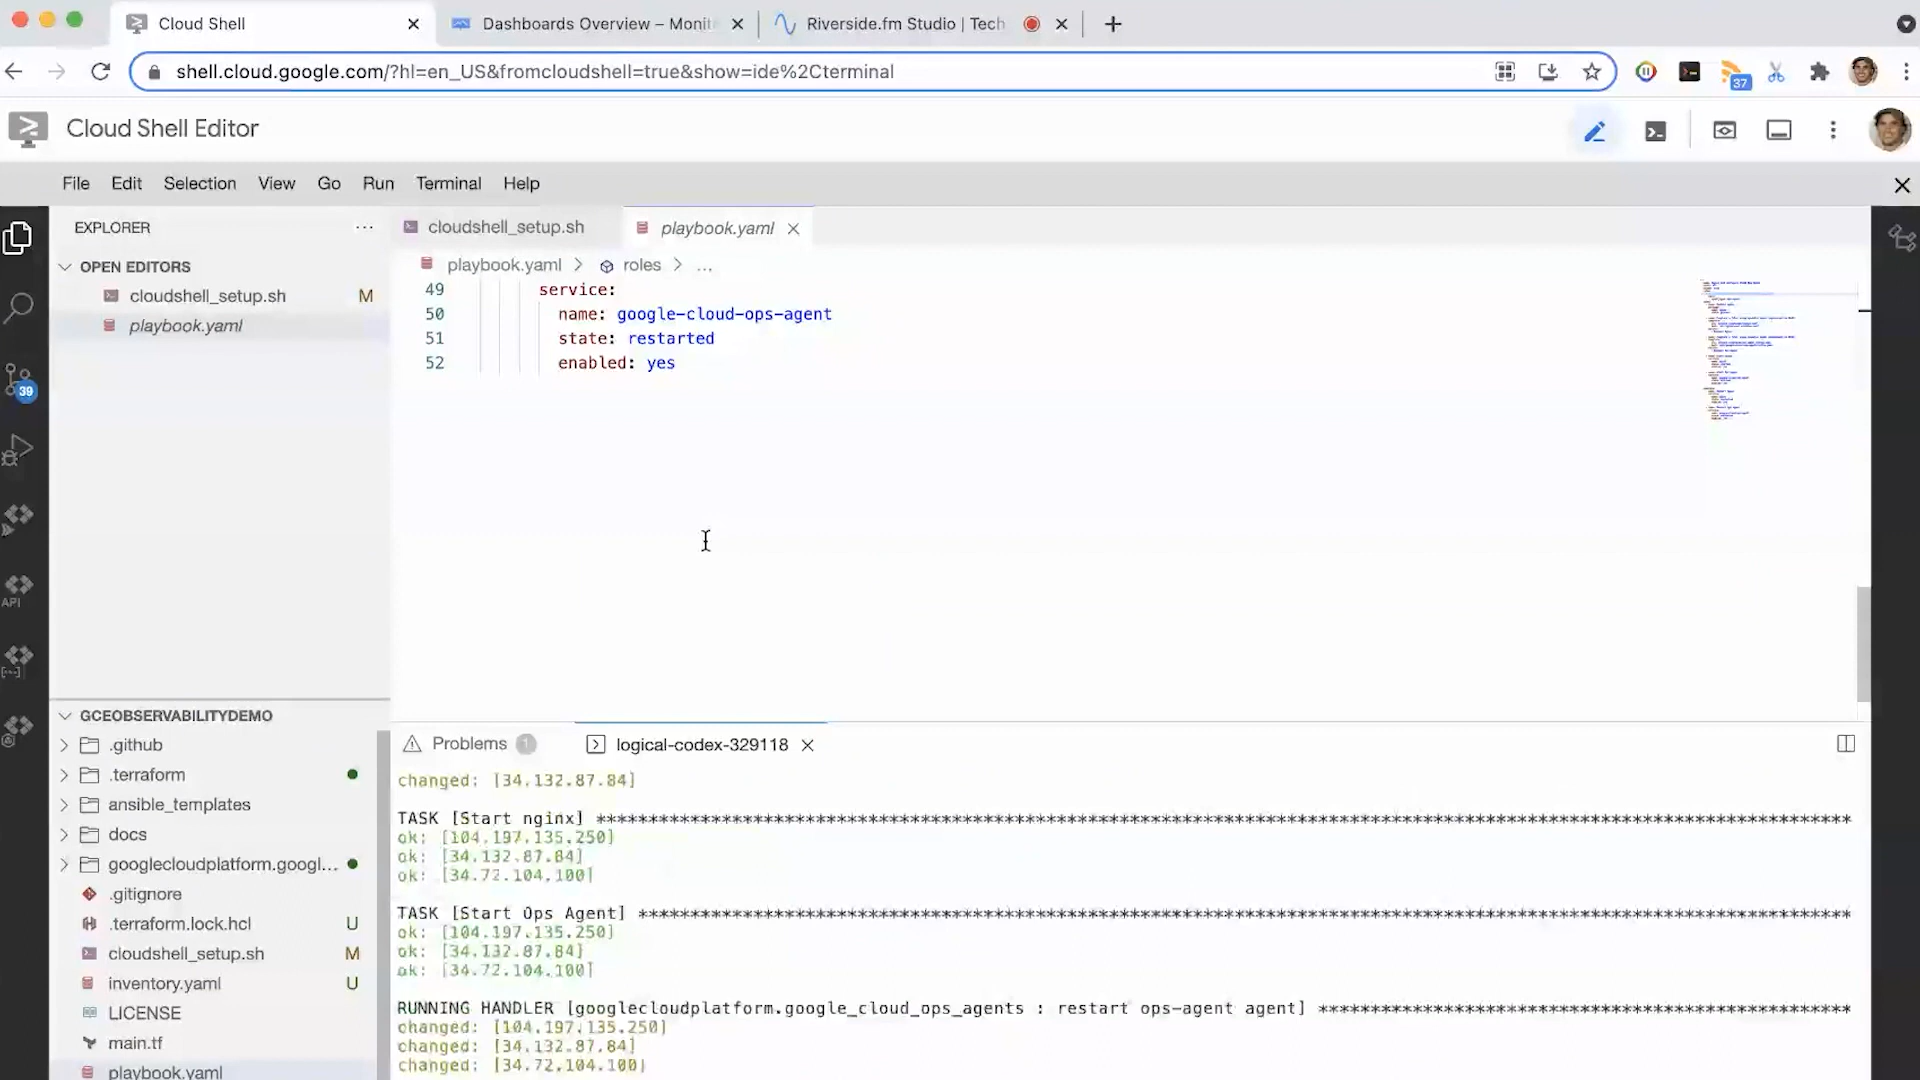 Cloud Shell
Dashboards Overview – Monit
Riverside.fm Studio | Tech
shell.cloud.google.com/?hl=en_US&fromcloudshell=true&show=ide%2Cterminal
37
Cloud Shell Editor
File Edit Selection View Go Run Terminal Help
EXPLORER
OPEN EDITORS
cloudshell_setup.sh M
playbook.yaml
39
API
GCEOBSERVABILITYDEMO
.github
.terraform
ansible_templates
docs
googlecloudplatform.googl...
.gitignore
.terraform.lock.hcl U
cloudshell_setup.sh M
inventory.yaml U
LICENSE
main.tf
playbook.yaml
cloudshell_setup.sh
playbook.yaml
playbook.yaml > roles > ...
49 service:
50 name: google-cloud-ops-agent
51 state: restarted
52 enabled: yes
Problems 1
logical-codex-329118
changed: [34.132.87.84]
TASK [Start nginx] ****************************************************************************************************************************
ok: [104.197.135.250]
ok: [34.132.87.84]
ok: [34.72.104.100]
TASK [Start Ops Agent] ************************************************************************************************************************
ok: [104.197.135.250]
ok: [34.132.87.84]
ok: [34.72.104.100]
RUNNING HANDLER [googlecloudplatform.google_cloud_ops_agents : restart ops-agent agent] ***************************************************
changed: [104.197.135.250]
changed: [34.132.87.84]
changed: [34.72.104.100]